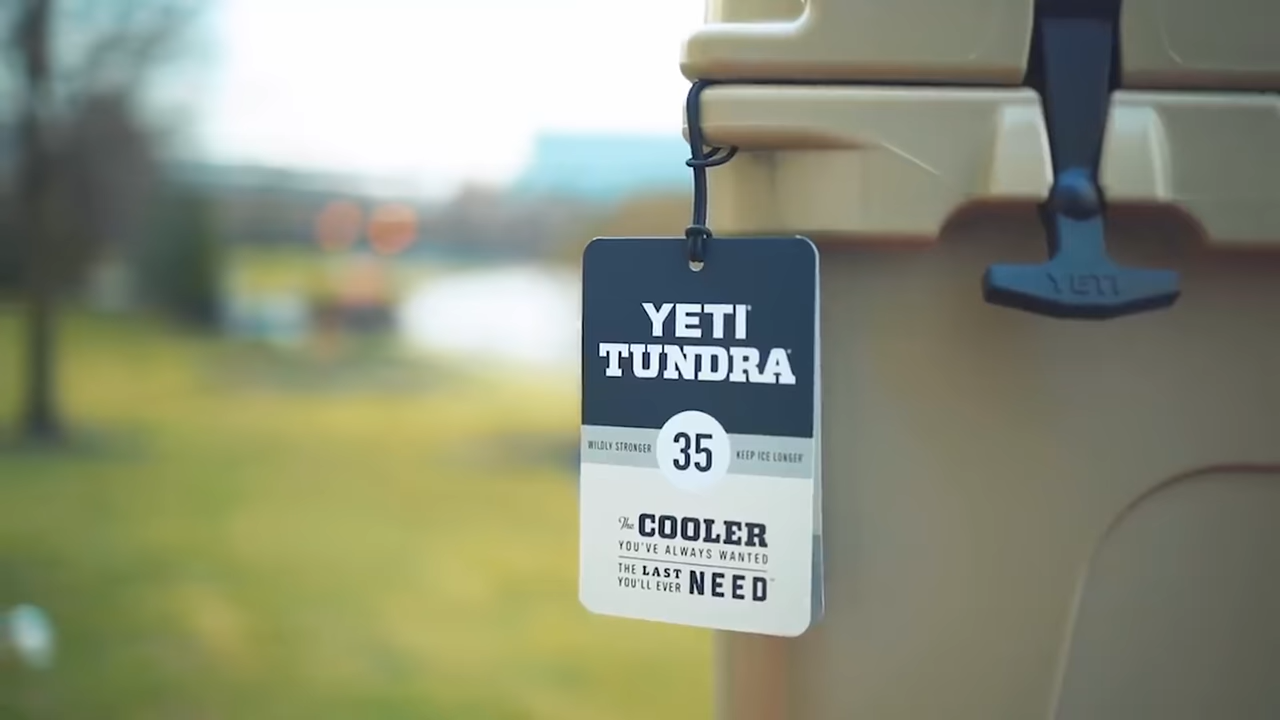 YETI
TUNDRA
WILDLY STRONGER 35 KEEP ICE LONGER
The COOLER
YOU'VE ALWAYS WANTED
THE LAST
YOU'LL EVER NEED™
YETI